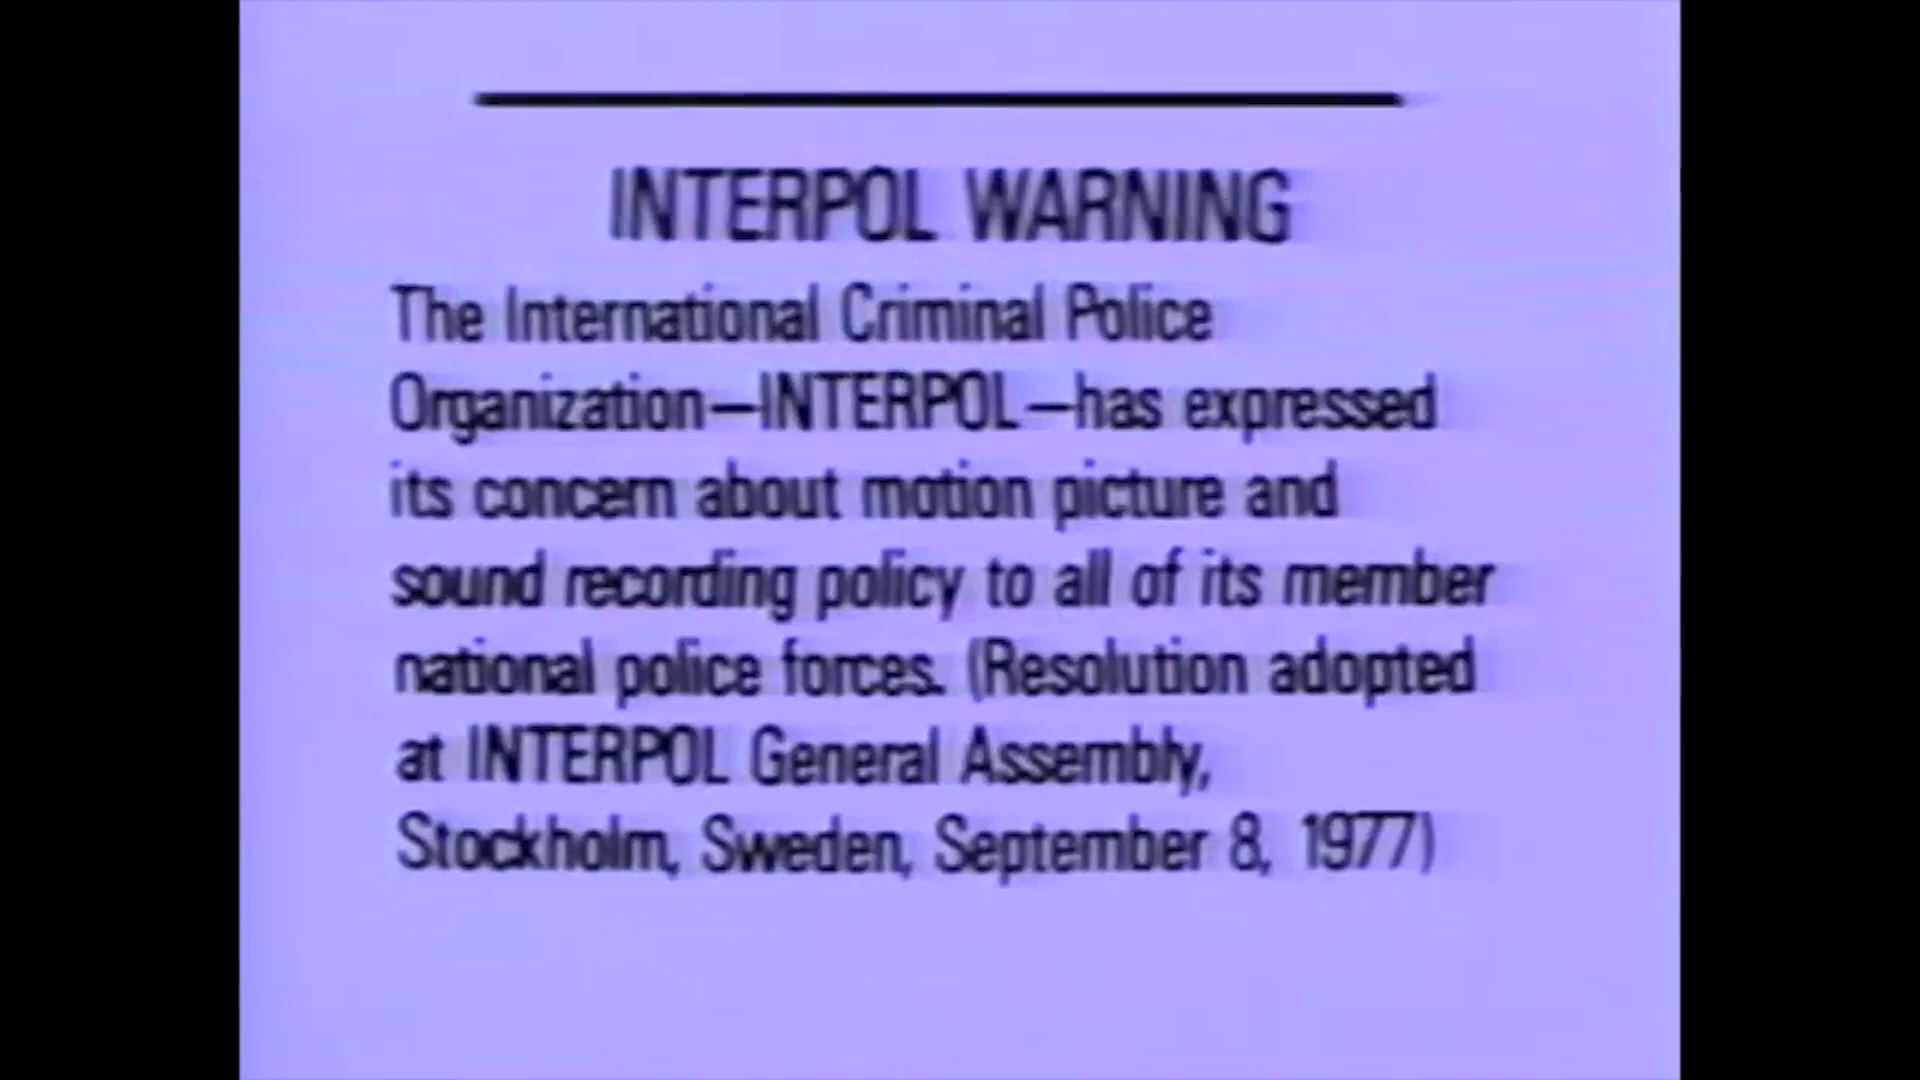 INTERPOL WARNING
The International Criminal Police
Organization—INTERPOL—has expressed
its concern about motion picture and
sound recording policy to all of its member
national police forces. (Resolution adopted
at INTERPOL General Assembly,
Stockholm, Sweden, September 8, 1977)